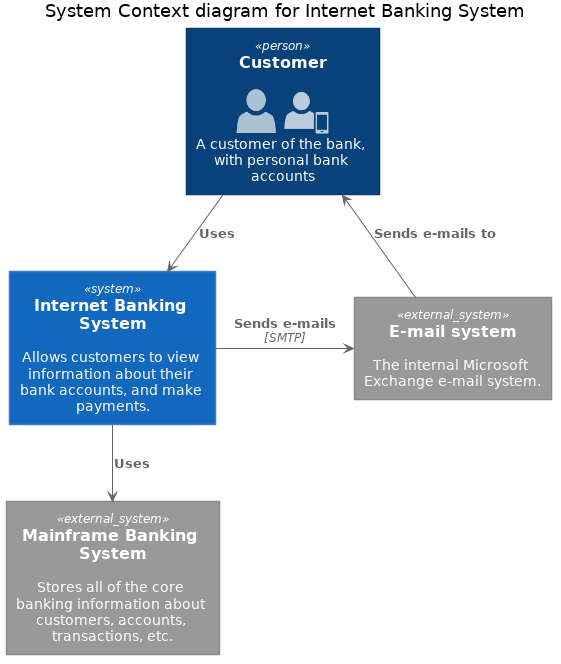 System Context diagram for Internet Banking System
«person»
Customer
A customer of the bank,
with personal bank
accounts
Uses
Sends e-mails to
«system»
Internet Banking
System
Allows customers to view
information about their
bank accounts, and make
payments.
Sends e-mails
[SMTP]
«external_system»
E-mail system
The internal Microsoft
Exchange e-mail system.
Uses
«external_system»
Mainframe Banking
System
Stores all of the core
banking information about
customers, accounts,
transactions, etc.